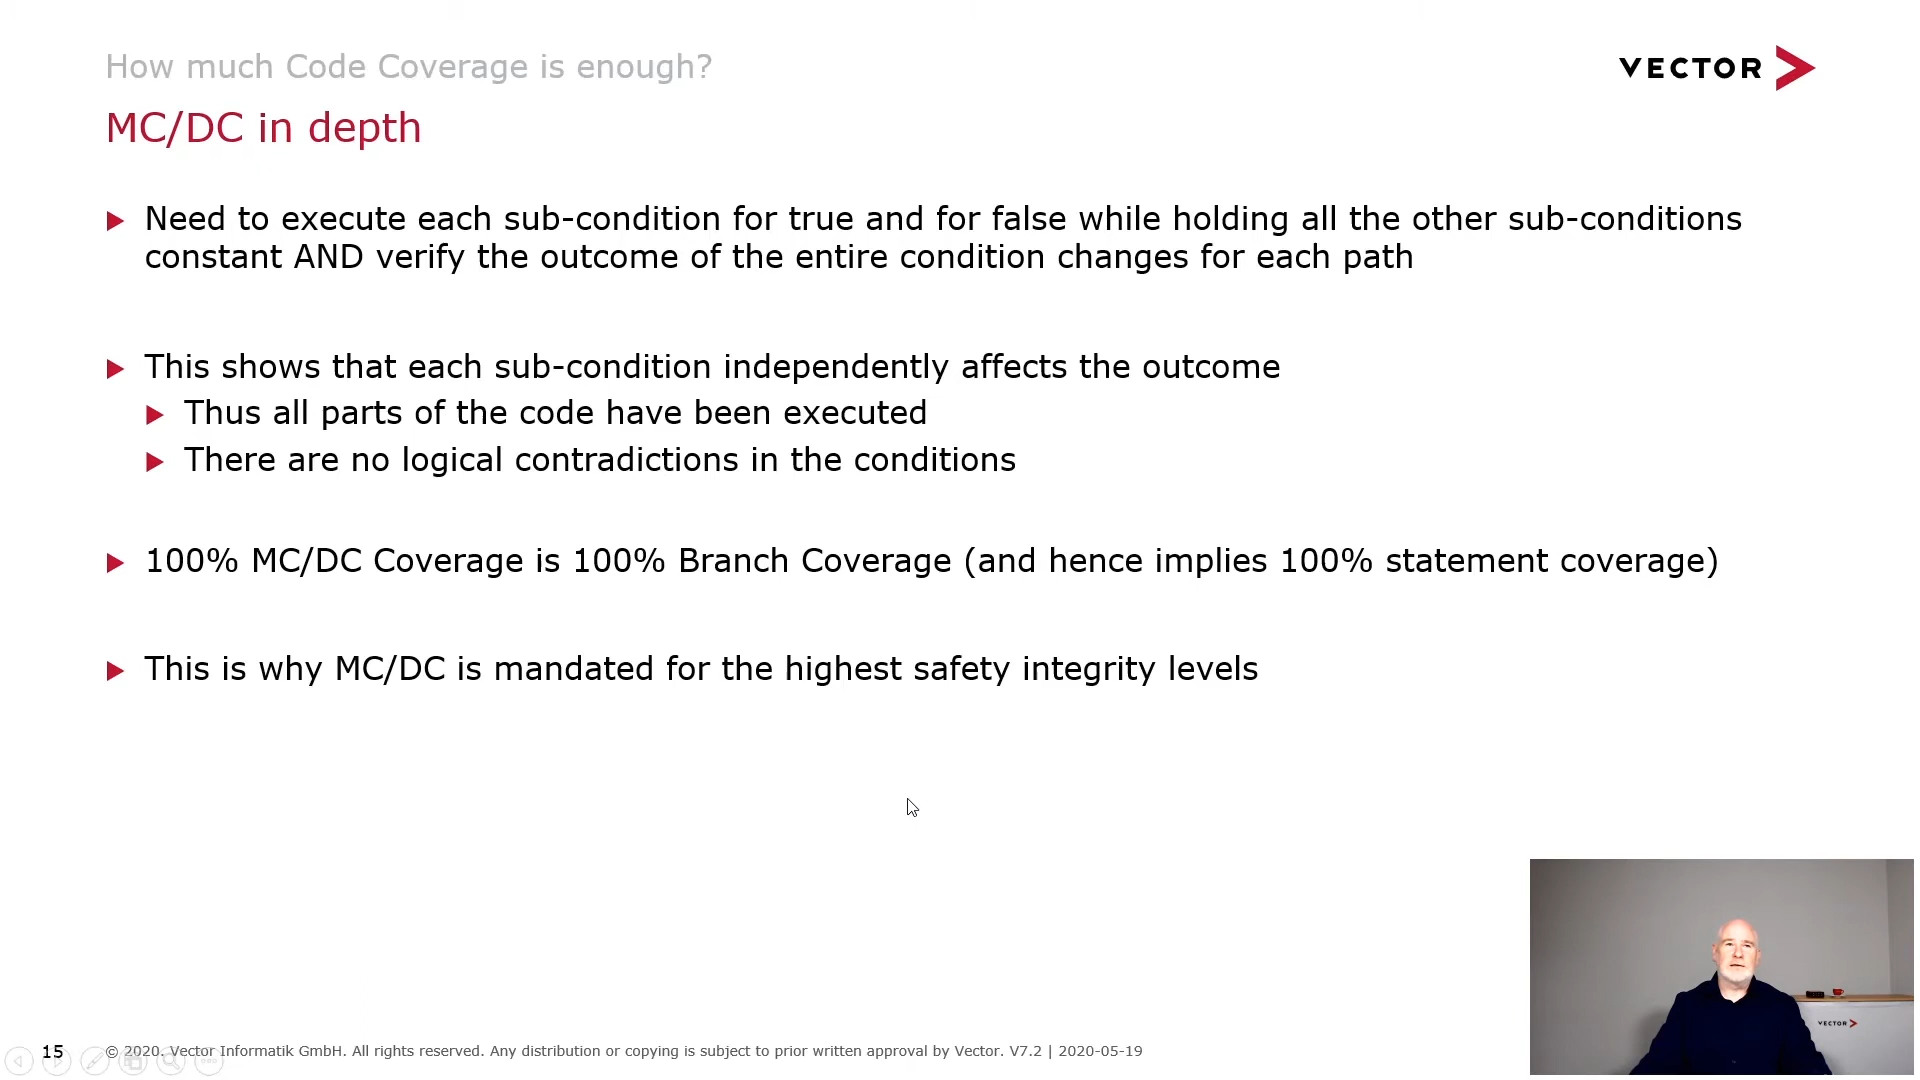 How much Code Coverage is enough?
VECTOR
MC/DC in depth
Need to execute each sub-condition for true and for false while holding all the other sub-conditions
constant AND verify the outcome of the entire condition changes for each path
This shows that each sub-condition independently affects the outcome
Thus all parts of the code have been executed
There are no logical contradictions in the conditions
100% MC/DC Coverage is 100% Branch Coverage (and hence implies 100% statement coverage)
This is why MC/DC is mandated for the highest safety integrity levels
VECTOR
15 © 2020. Vector Informatik GmbH. All rights reserved. Any distribution or copying is subject to prior written approval by Vector. V7.2 | 2020-05-19